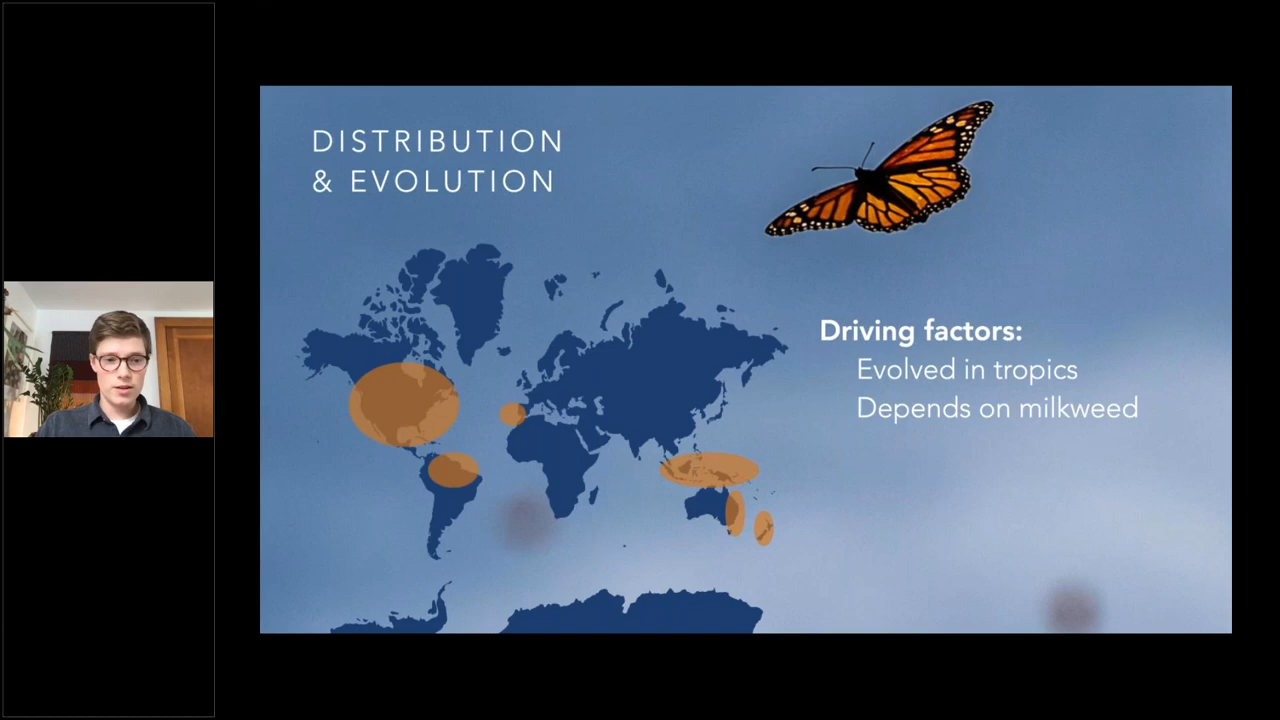 DISTRIBUTION
& EVOLUTION
Driving factors:
Evolved in tropics
Depends on milkweed